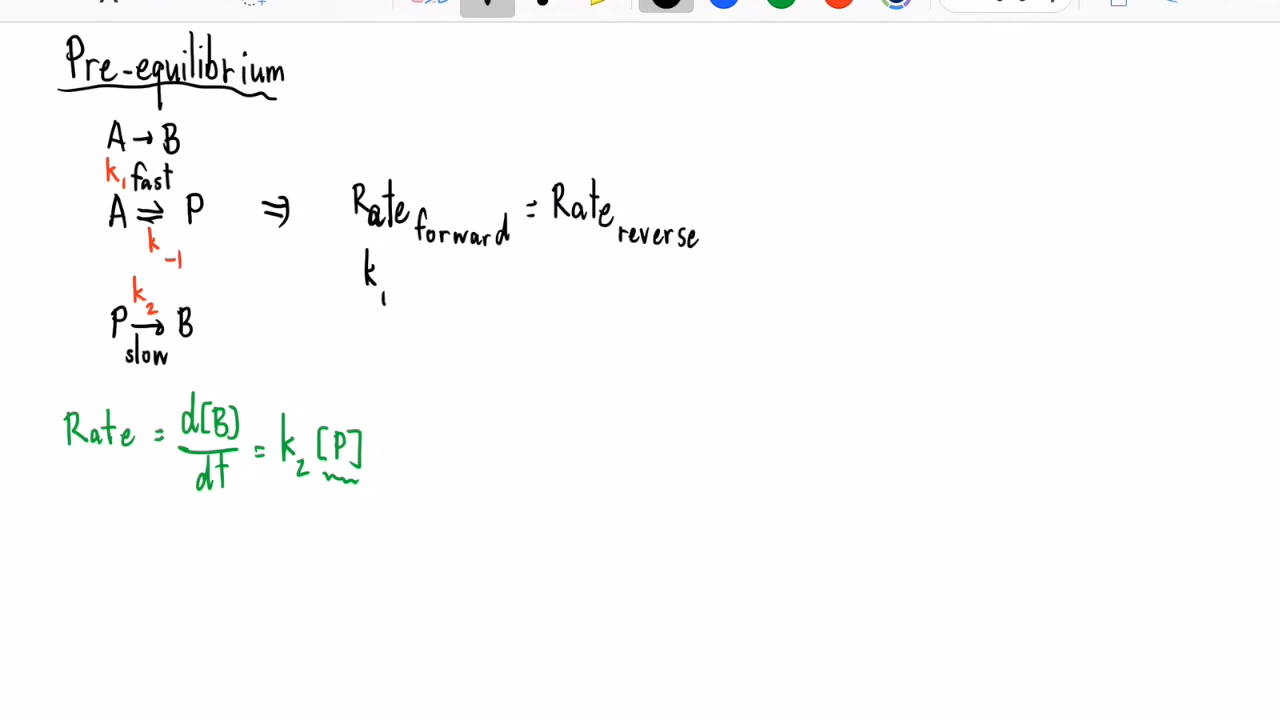 Pre-equilibrium
A → B
k₁ fast
A ⇌ P ⇒ Rate forward = Rate reverse
k₋₁ k₁
k₂
P → B
slow
Rate = d[B]/dt = k₂ [P]